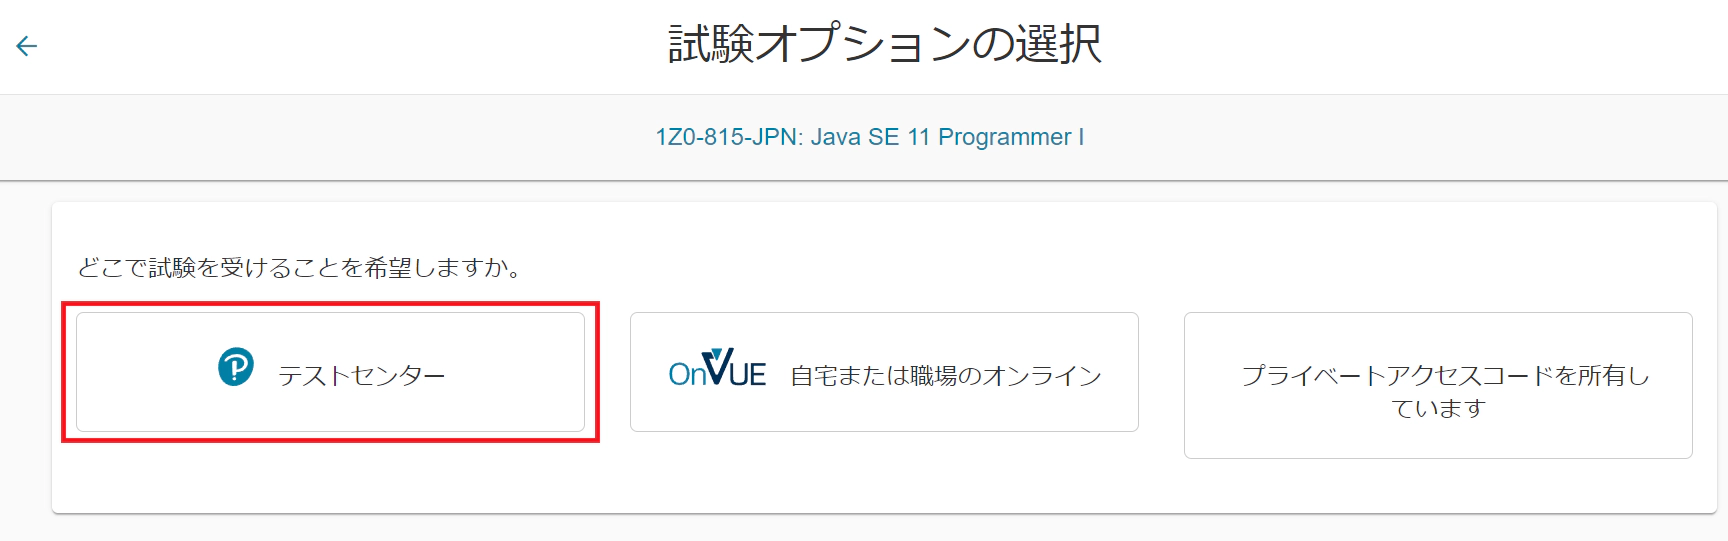 試験オプションの選択
1Z0-815-JPN: Java SE 11 Programmer I
どこで試験を受けることを希望しますか。
テストセンター
OnVUE 自宅または職場のオンライン
プライベートアクセスコードを所有し
ています